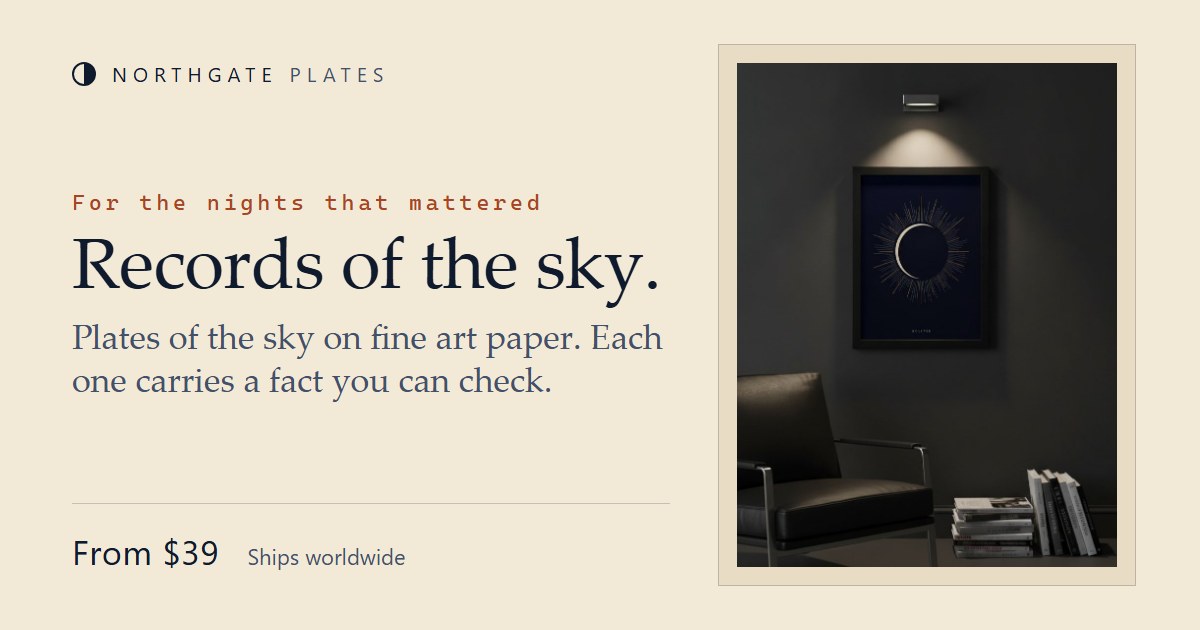 NORTHGATE PLATES
For the nights that mattered
Records of the sky.
Plates of the sky on fine art paper. Each
one carries a fact you can check.
From $39 Ships worldwide